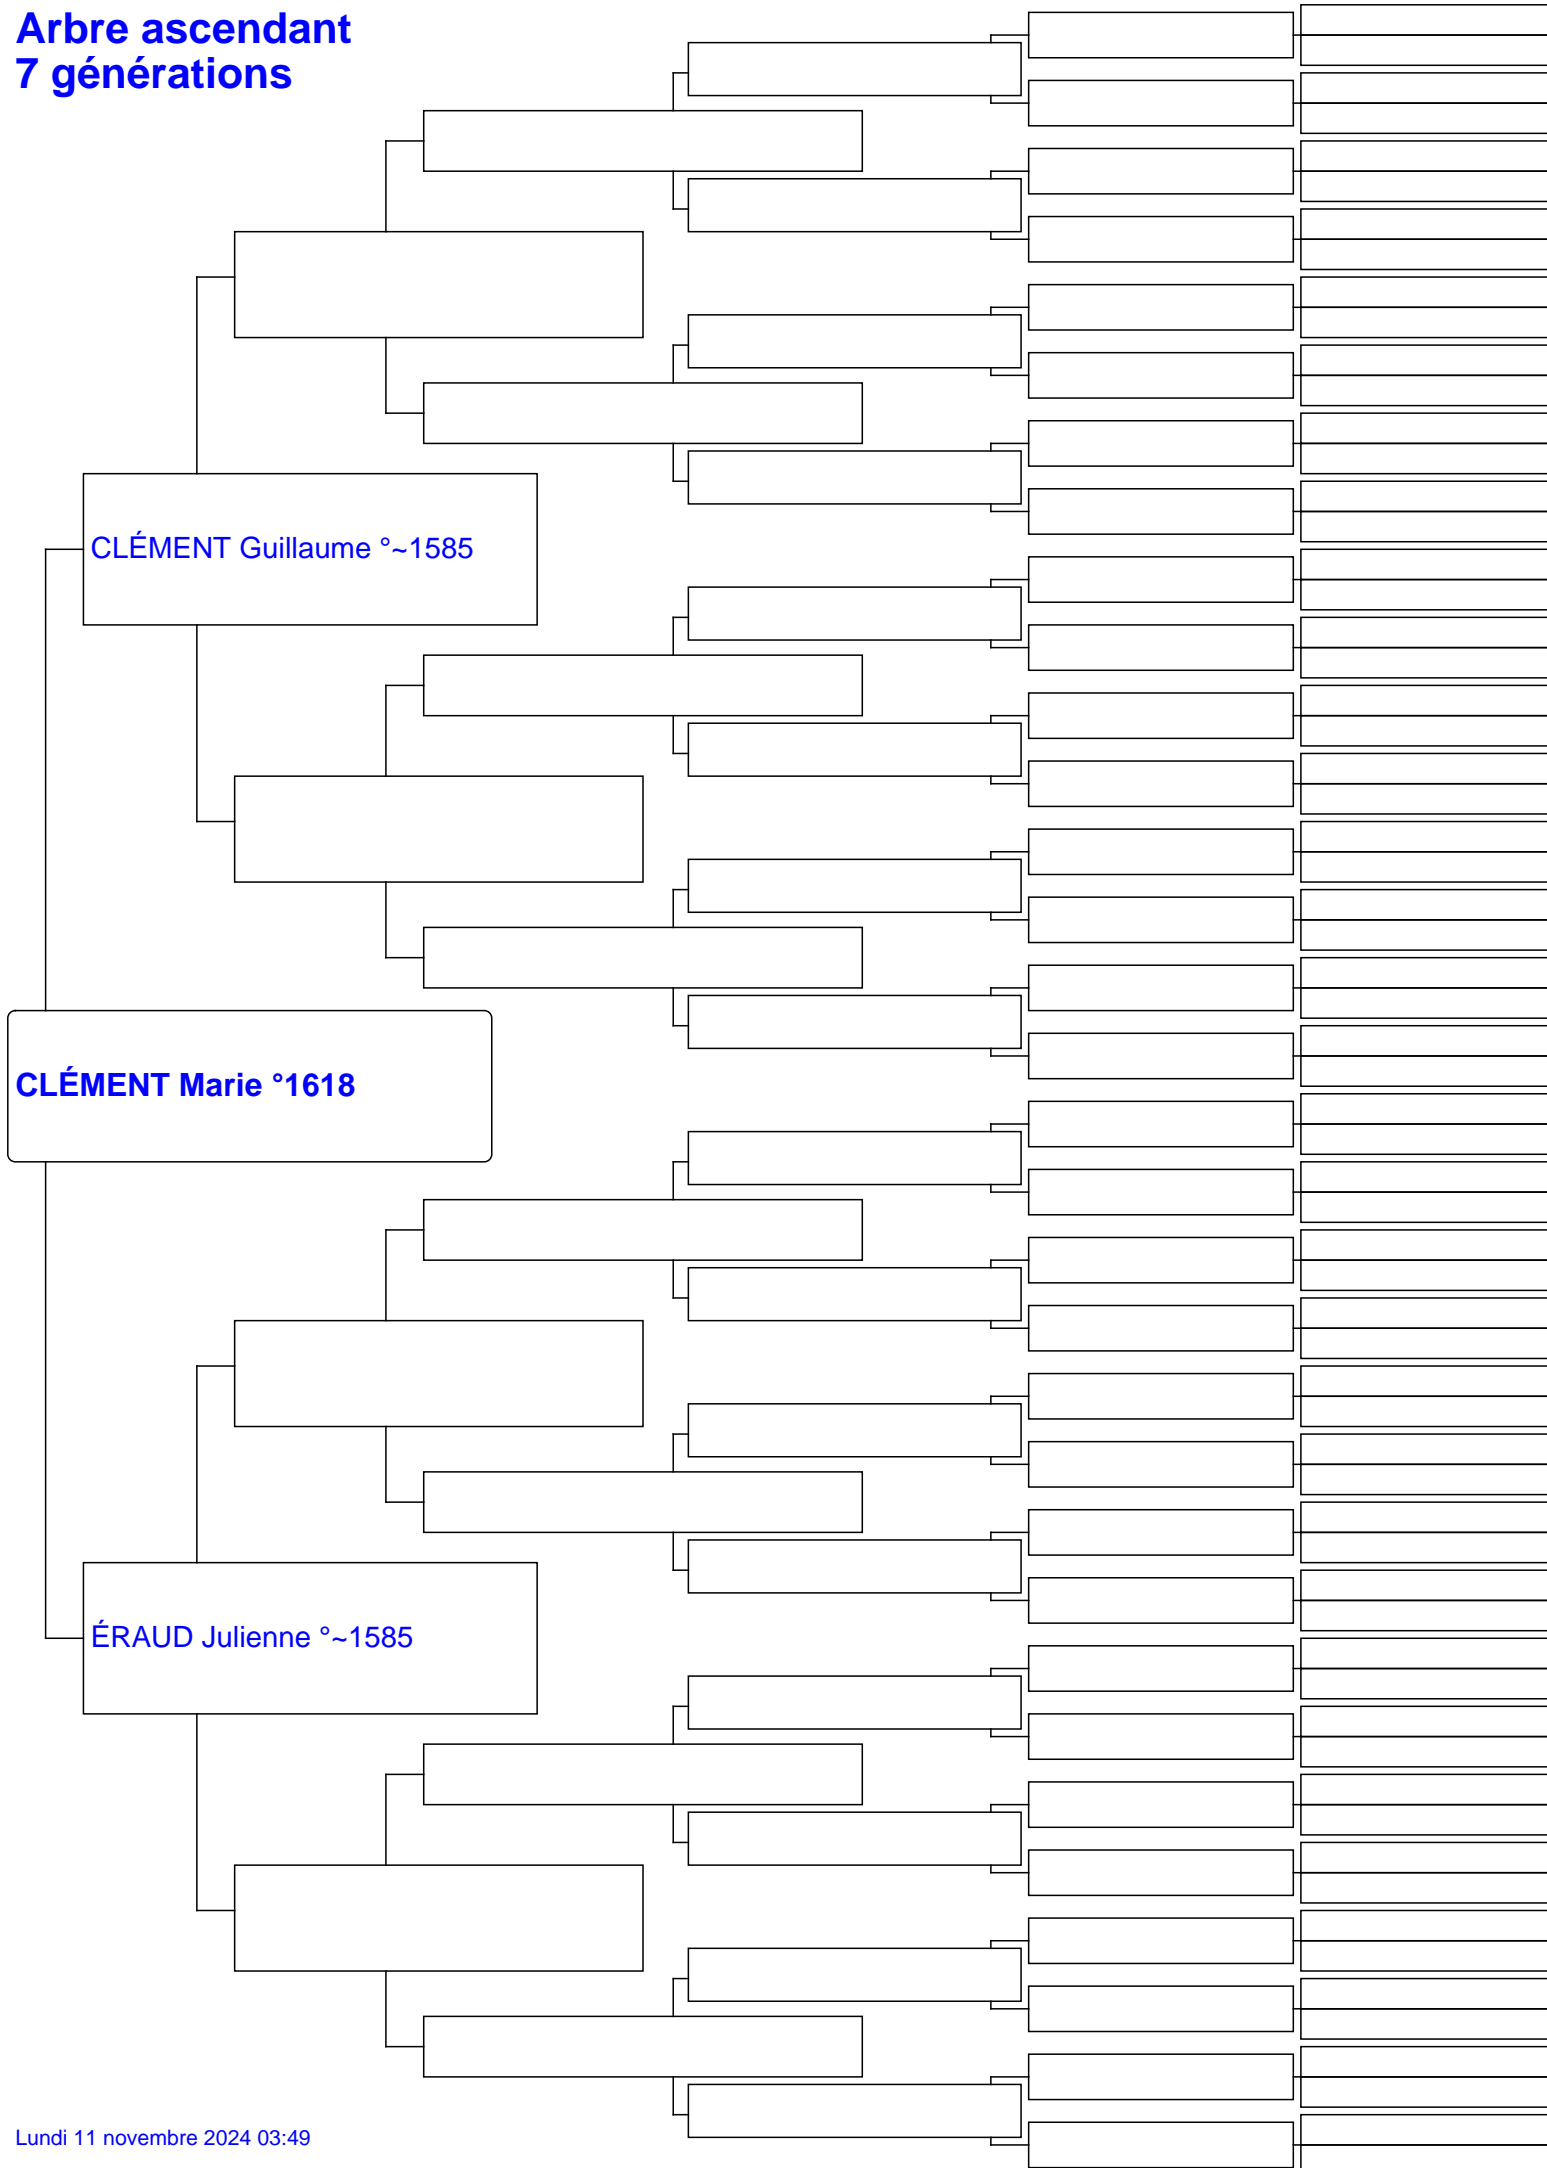 Arbre ascendant
7 générations
CLÉMENT Guillaume °~1585
CLÉMENT Marie °1618
ÉRAUD Julienne °~1585
Lundi 11 novembre 2024 03:49